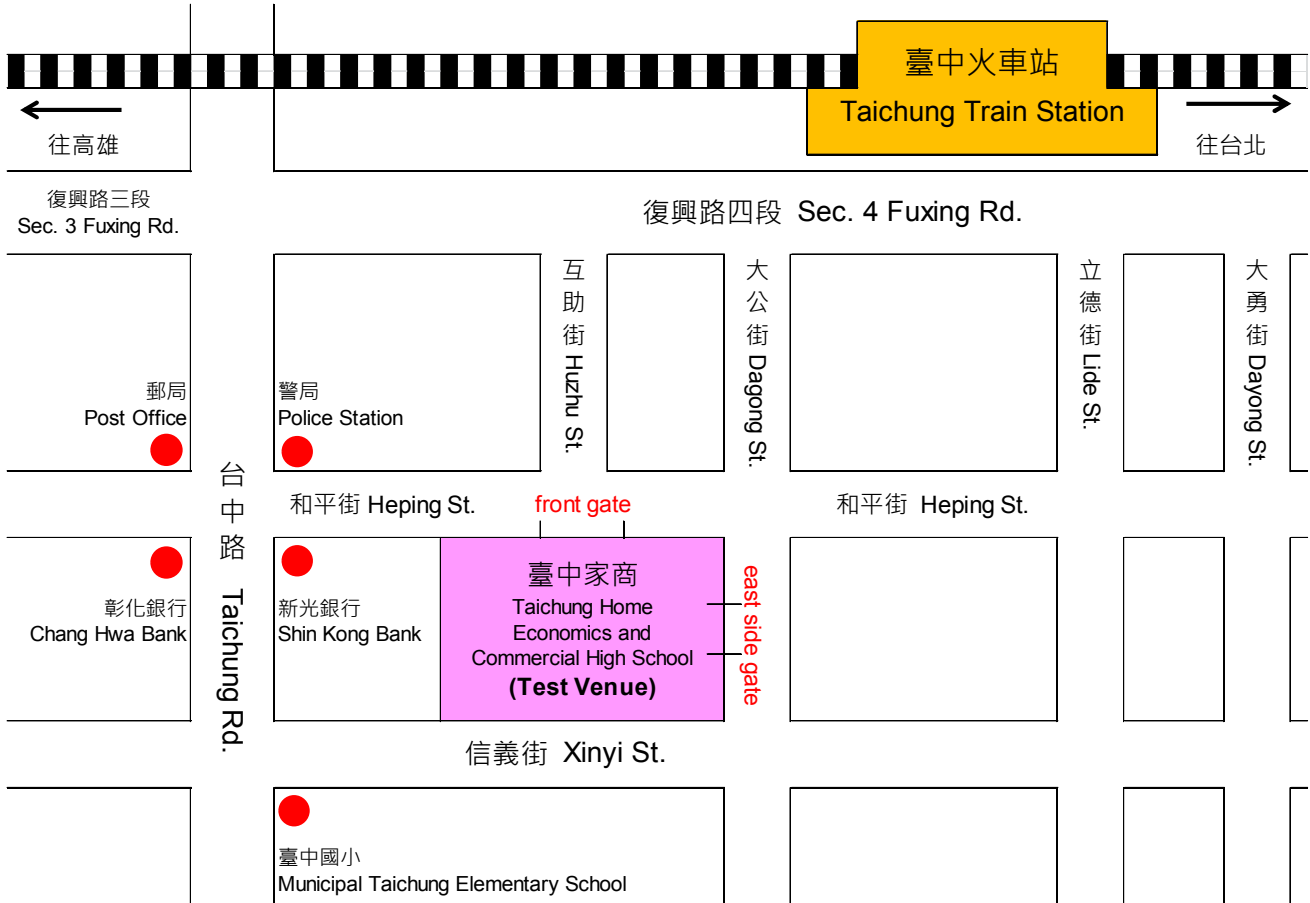 臺中火車站
Taichung Train Station
往高雄
往台北
復興路三段
Sec. 3 Fuxing Rd.
復興路四段 Sec. 4 Fuxing Rd.
互助街 Huzhu St.
大公街 Dagong St.
立德街 Lide St.
大勇街 Dayong St.
郵局
Post Office
警局
Police Station
台中路 Taichung Rd.
和平街 Heping St.
front gate
和平街 Heping St.
彰化銀行
Chang Hwa Bank
新光銀行
Shin Kong Bank
臺中家商
Taichung Home
Economics and
Commercial High School
(Test Venue)
east side gate
信義街 Xinyi St.
臺中國小
Municipal Taichung Elementary School